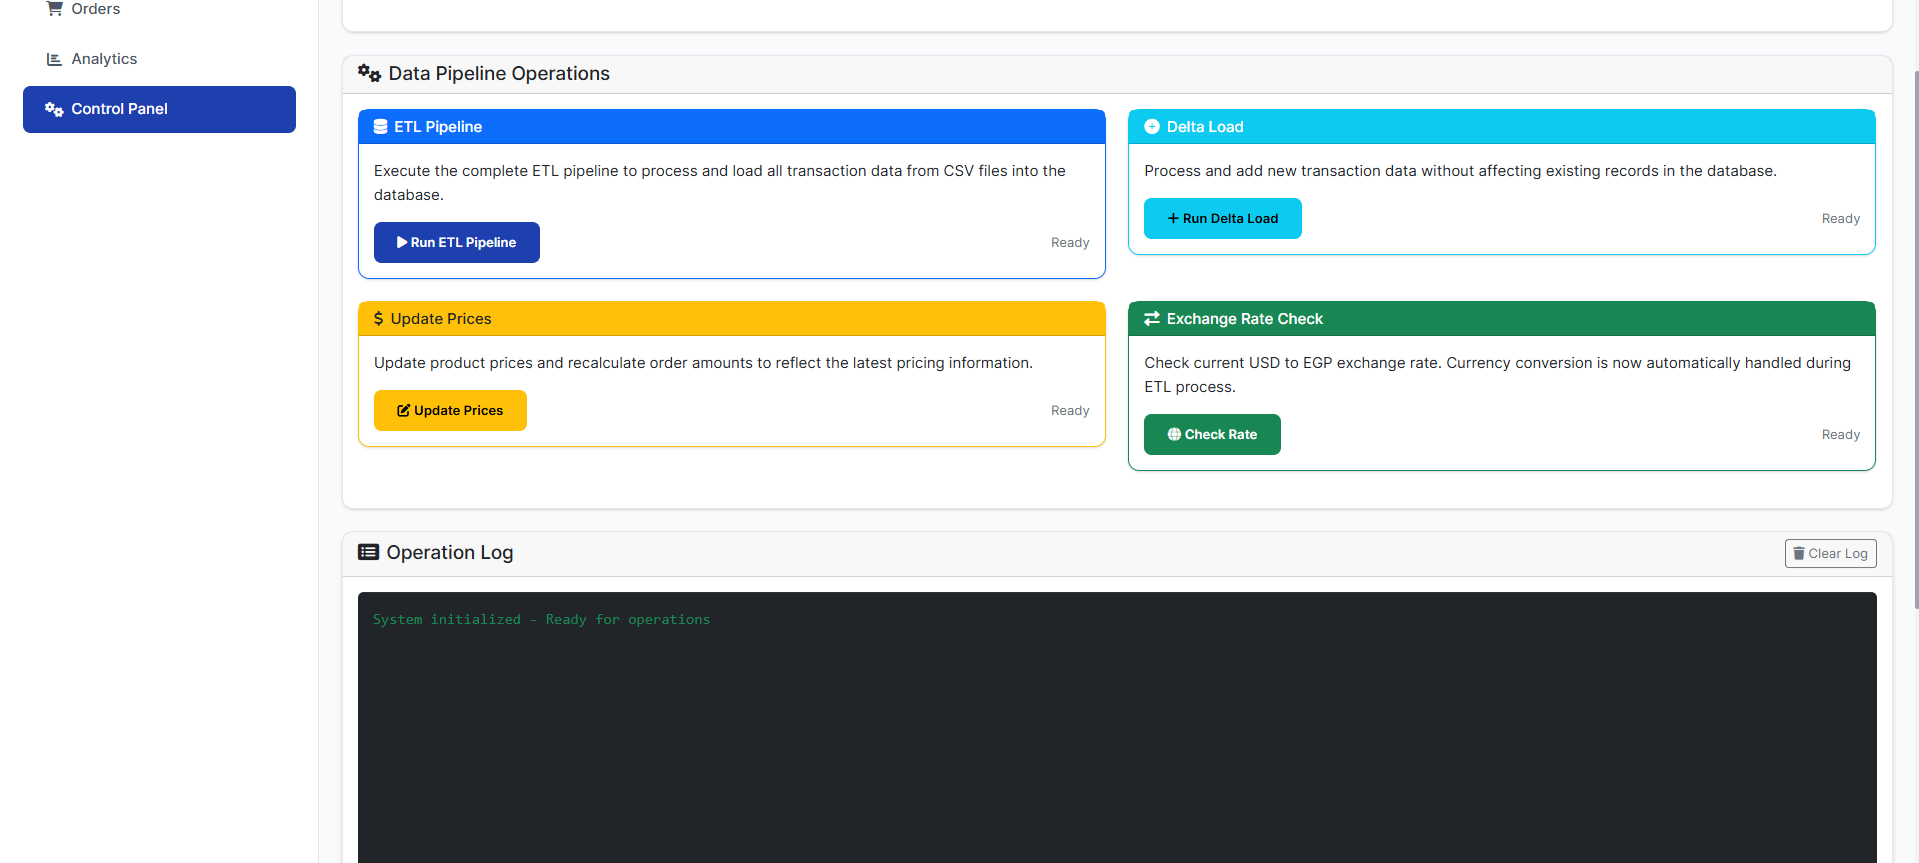 Orders
Analytics
Control Panel
Data Pipeline Operations
ETL Pipeline
Execute the complete ETL pipeline to process and load all transaction data from CSV files into the
database.
Run ETL Pipeline
Ready
Delta Load
Process and add new transaction data without affecting existing records in the database.
Run Delta Load
Ready
Update Prices
Update product prices and recalculate order amounts to reflect the latest pricing information.
Update Prices
Ready
Exchange Rate Check
Check current USD to EGP exchange rate. Currency conversion is now automatically handled during
ETL process.
Check Rate
Ready
Operation Log
Clear Log
System initialized - Ready for operations